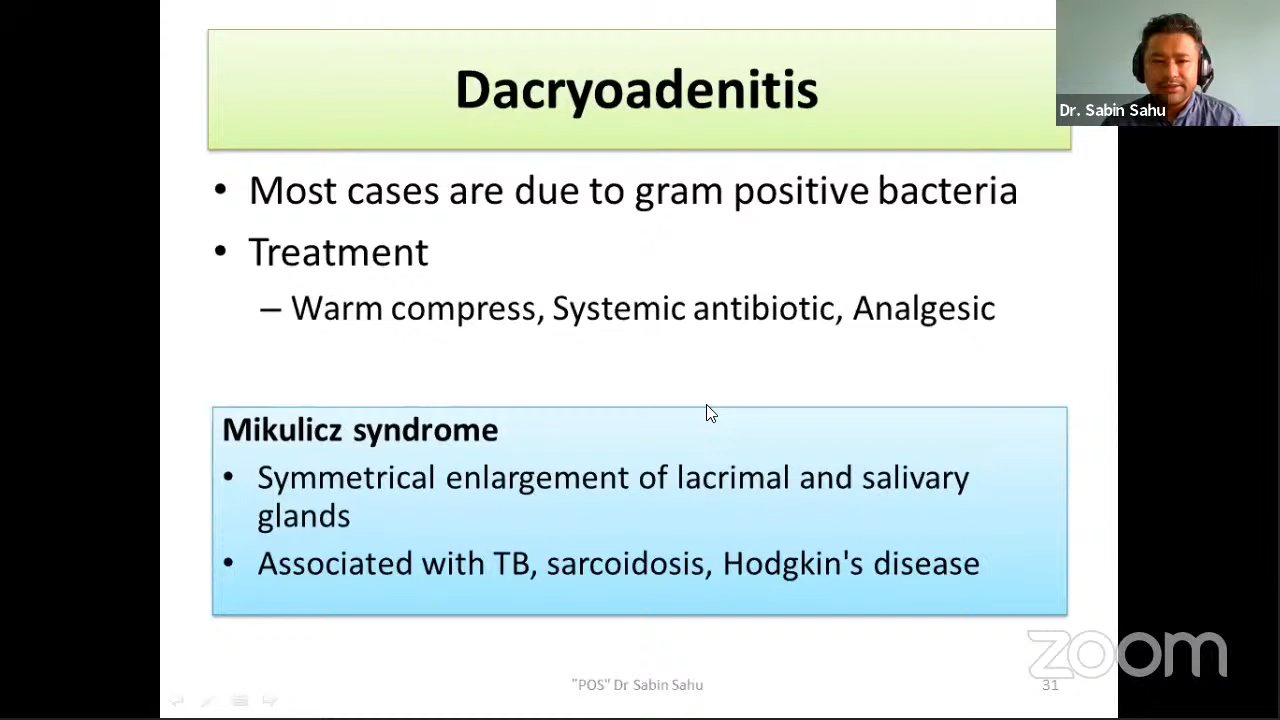 Dacryoadenitis
Dr. Sabin Sahu
• Most cases are due to gram positive bacteria
• Treatment
– Warm compress, Systemic antibiotic, Analgesic
Mikulicz syndrome
• Symmetrical enlargement of lacrimal and salivary
glands
• Associated with TB, sarcoidosis, Hodgkin's disease
zoom
"POS" Dr Sabin Sahu
31